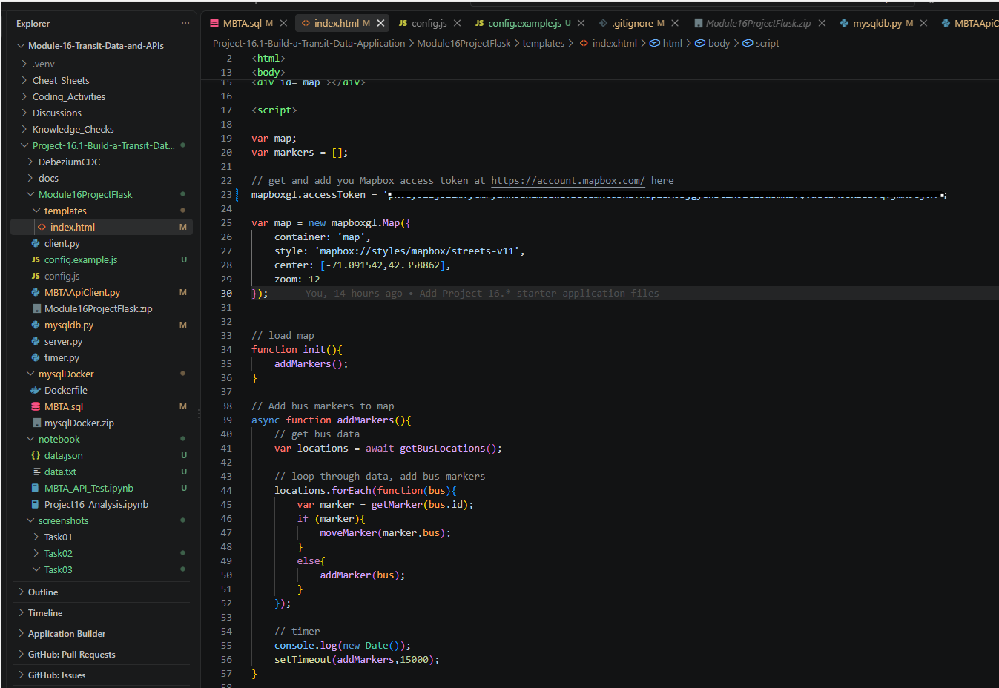 Explorer
···
Module-16-Transit-Data-and-APIs
.venv
Cheat_Sheets
Coding_Activities
Discussions
Knowledge_Checks
Project-16.1-Build-a-Transit-Dat...
DebeziumCDC
docs
Module16ProjectFlask
templates
index.html M
client.py
JS config.example.js U
JS config.js
MBTAApiClient.py M
Module16ProjectFlask.zip
mysqldb.py M
server.py
timer.py
mysqlDocker
Dockerfile
MBTA.sql M
mysqlDocker.zip
notebook
{} data.json U
data.txt U
MBTA_API_Test.ipynb U
Project16_Analysis.ipynb
screenshots
Task01
Task02
Task03
Outline
Timeline
Application Builder
GitHub: Pull Requests
GitHub: Issues
MBTA.sql M <> index.html M JS config.js JS config.example.js U .gitignore M Module16ProjectFlask.zip mysqldb.py M MBTAApiC
Project-16.1-Build-a-Transit-Data-Application > Module16ProjectFlask > templates > <> index.html > html > body > script
2 <html>
13 <body>
15 <div id= map ></div>
16
17 <script>
18
19 var map;
20 var markers = [];
21
22 // get and add you Mapbox access token at https://account.mapbox.com/ here
23 mapboxgl.accessToken = ' ;
24
25 var map = new mapboxgl.Map({
26 container: 'map',
27 style: 'mapbox://styles/mapbox/streets-v11',
28 center: [-71.091542,42.358862],
29 zoom: 12
30 }); You, 14 hours ago • Add Project 16.* starter application files
31
32
33 // load map
34 function init(){
35 addMarkers();
36 }
37
38 // Add bus markers to map
39 async function addMarkers(){
40 // get bus data
41 var locations = await getBusLocations();
42
43 // loop through data, add bus markers
44 locations.forEach(function(bus){
45 var marker = getMarker(bus.id);
46 if (marker){
47 moveMarker(marker,bus);
48 }
49 else{
50 addMarker(bus);
51 }
52 });
53
54 // timer
55 console.log(new Date());
56 setTimeout(addMarkers,15000);
57 }
58